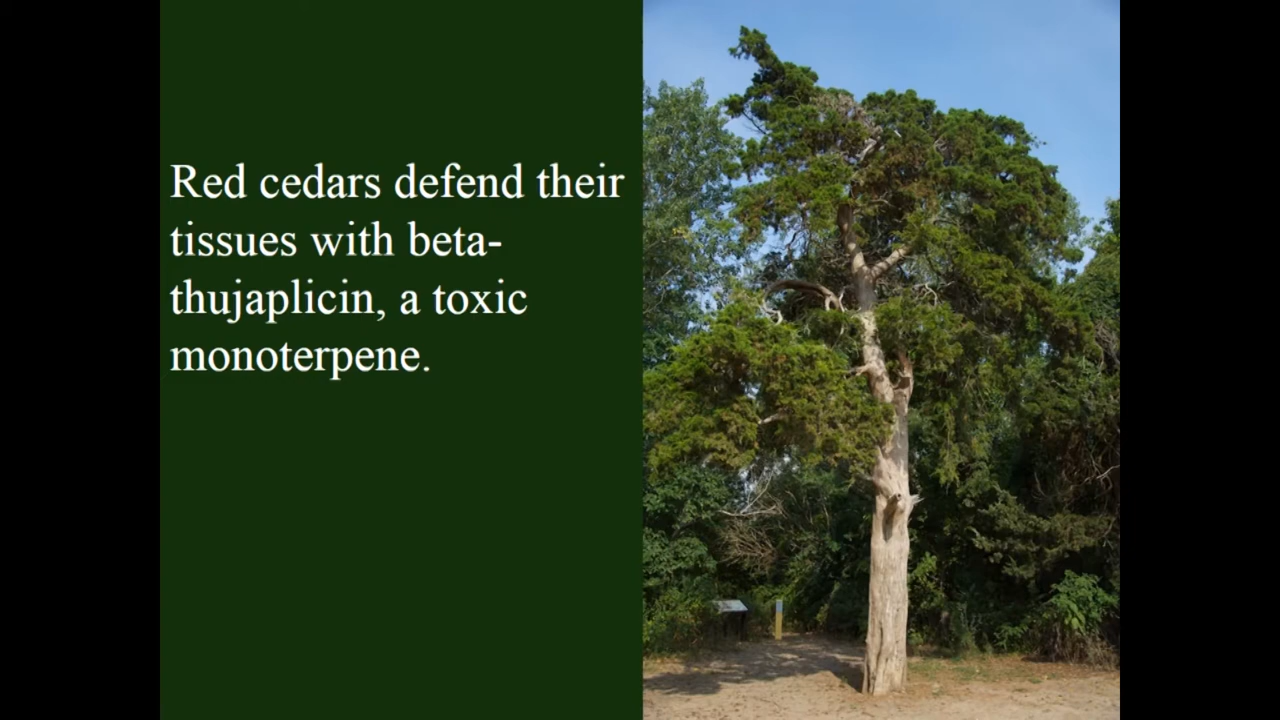 Red cedars defend their
tissues with beta-
thujaplicin, a toxic
monoterpene.